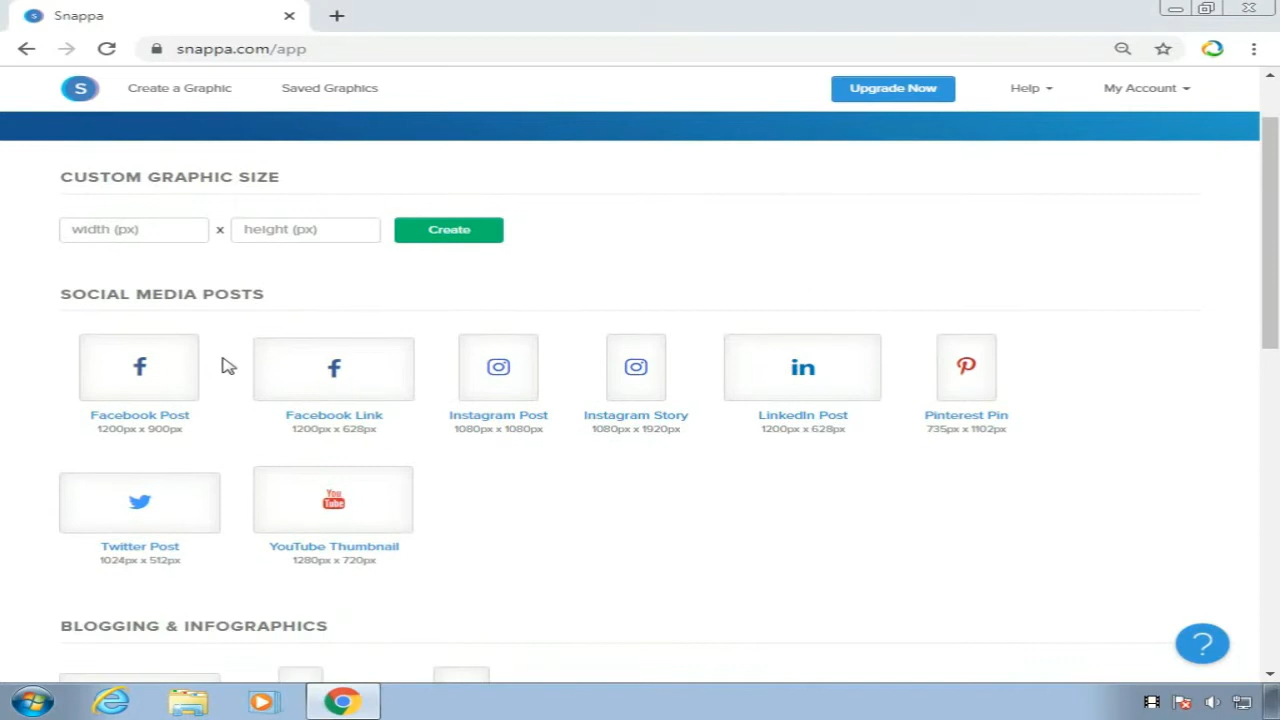 Snappa
snappa.com/app
S Create a Graphic Saved Graphics Upgrade Now Help My Account
CUSTOM GRAPHIC SIZE
width (px) x height (px) Create
SOCIAL MEDIA POSTS
Facebook Post Facebook Link Instagram Post Instagram Story LinkedIn Post Pinterest Pin
1200px x 900px 1200px x 628px 1080px x 1080px 1080px x 1920px 1200px x 628px 735px x 1102px
You
Tube
Twitter Post YouTube Thumbnail
1024px x 512px 1280px x 720px
BLOGGING & INFOGRAPHICS
?